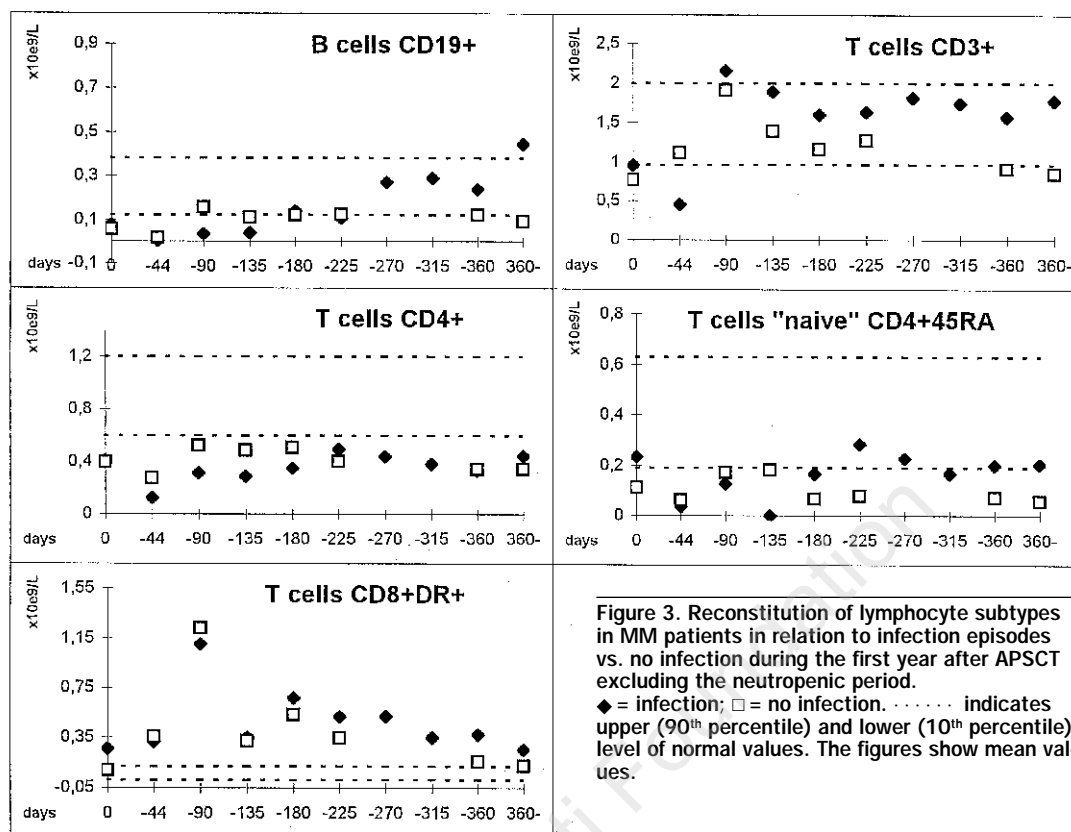 B cells CD19+
x10e9/L
0,9
0,7
0,5
0,3
0,1
-0,1
days 0 -44 -90 -135 -180 -225 -270 -315 -360 360-
T cells CD3+
x10e9/L
2,5
2
1,5
1
0,5
0
days 0 -44 -90 -135 -180 -225 -270 -315 -360 360-
T cells CD4+
x10e9/L
1,2
0,8
0,4
0
days 0 -44 -90 -135 -180 -225 -270 -315 -360 360-
T cells "naive" CD4+45RA
x10e9/L
0,8
0,6
0,4
0,2
0
days 0 -44 -90 -135 -180 -225 -270 -315 -360 360-
T cells CD8+DR+
x10e9/L
1,55
1,15
0,75
0,35
-0,05
days 0 -44 -90 -135 -180 -225 -270 -315 -360 360-
Figure 3. Reconstitution of lymphocyte subtypes
in MM patients in relation to infection episodes
vs. no infection during the first year after APSCT
excluding the neutropenic period.
◆ = infection; □ = no infection. · · · · · · indicates
upper (90th percentile) and lower (10th percentile)
level of normal values. The figures show mean val-
ues.